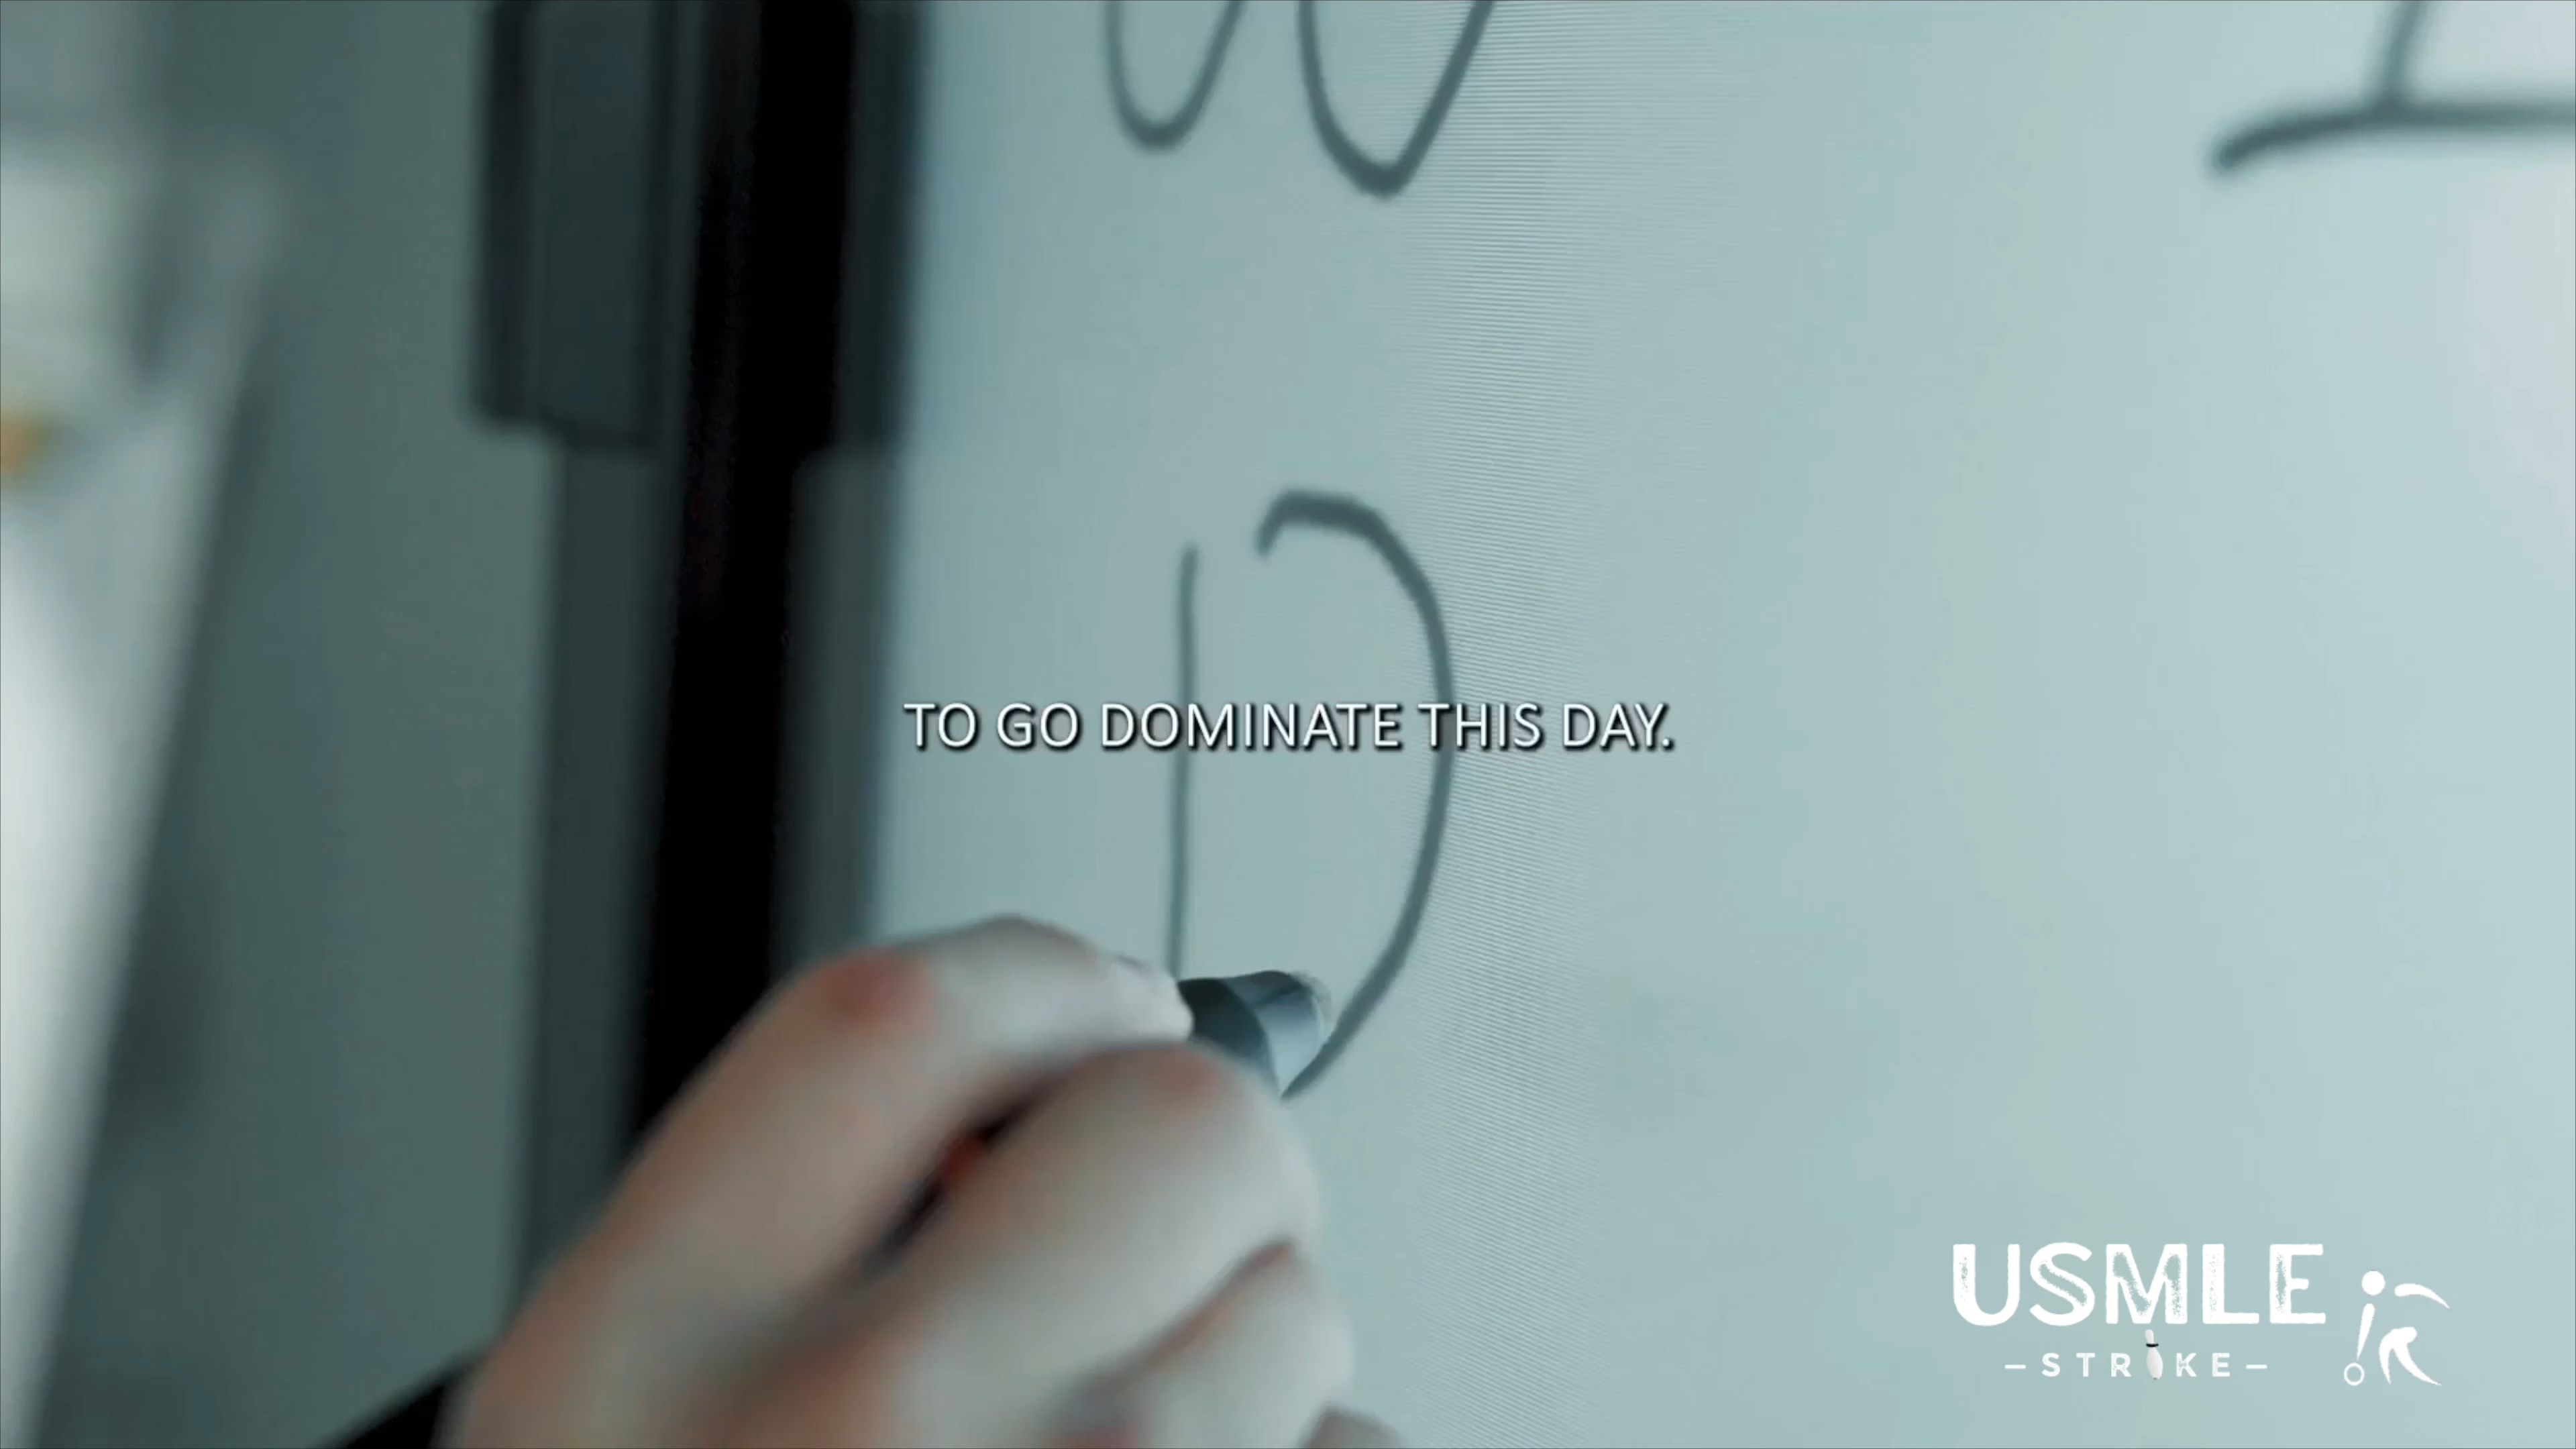 D
TO GO DOMINATE THIS DAY.
USMLE
– STRIKE –